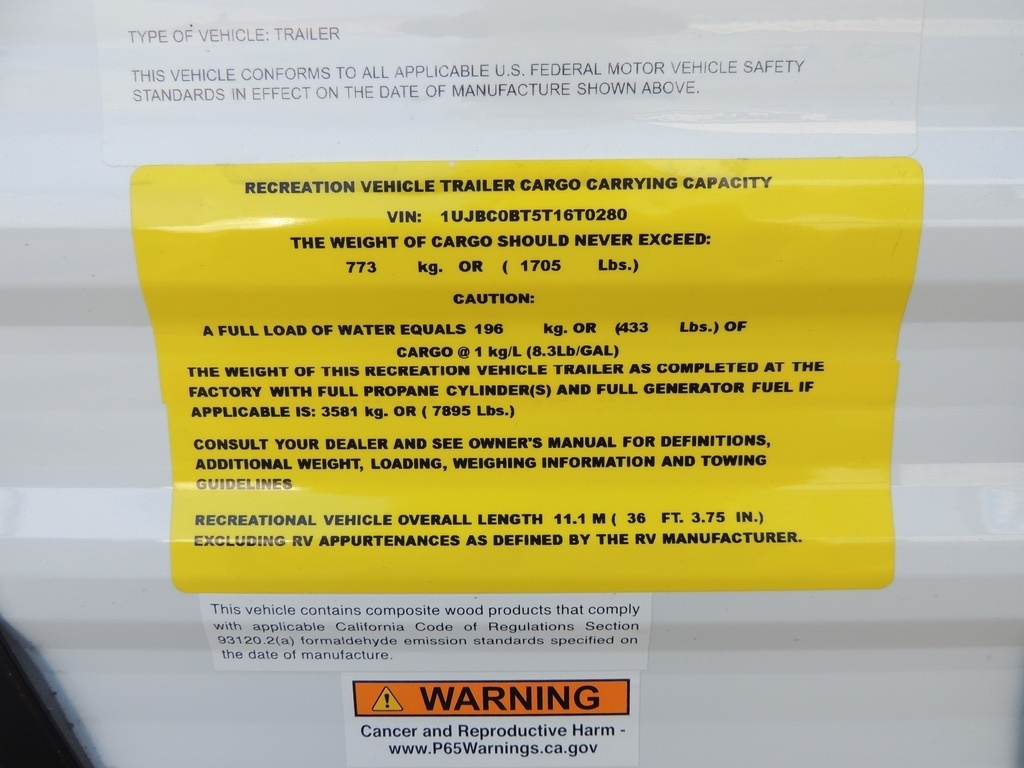 TYPE OF VEHICLE: TRAILER
THIS VEHICLE CONFORMS TO ALL APPLICABLE U.S. FEDERAL MOTOR VEHICLE SAFETY
STANDARDS IN EFFECT ON THE DATE OF MANUFACTURE SHOWN ABOVE.
RECREATION VEHICLE TRAILER CARGO CARRYING CAPACITY
VIN: 1UJBC0BT5T16T0280
THE WEIGHT OF CARGO SHOULD NEVER EXCEED:
773 kg. OR ( 1705 Lbs.)
CAUTION:
A FULL LOAD OF WATER EQUALS 196 kg. OR (433 Lbs.) OF
CARGO @ 1 kg/L (8.3Lb/GAL)
THE WEIGHT OF THIS RECREATION VEHICLE TRAILER AS COMPLETED AT THE
FACTORY WITH FULL PROPANE CYLINDER(S) AND FULL GENERATOR FUEL IF
APPLICABLE IS: 3581 kg. OR ( 7895 Lbs.)
CONSULT YOUR DEALER AND SEE OWNER'S MANUAL FOR DEFINITIONS,
ADDITIONAL WEIGHT, LOADING, WEIGHING INFORMATION AND TOWING
GUIDELINES
RECREATIONAL VEHICLE OVERALL LENGTH 11.1 M ( 36 FT. 3.75 IN.)
EXCLUDING RV APPURTENANCES AS DEFINED BY THE RV MANUFACTURER.
This vehicle contains composite wood products that comply
with applicable California Code of Regulations Section
93120.2(a) formaldehyde emission standards specified on
the date of manufacture.
WARNING
Cancer and Reproductive Harm -
www.P65Warnings.ca.gov